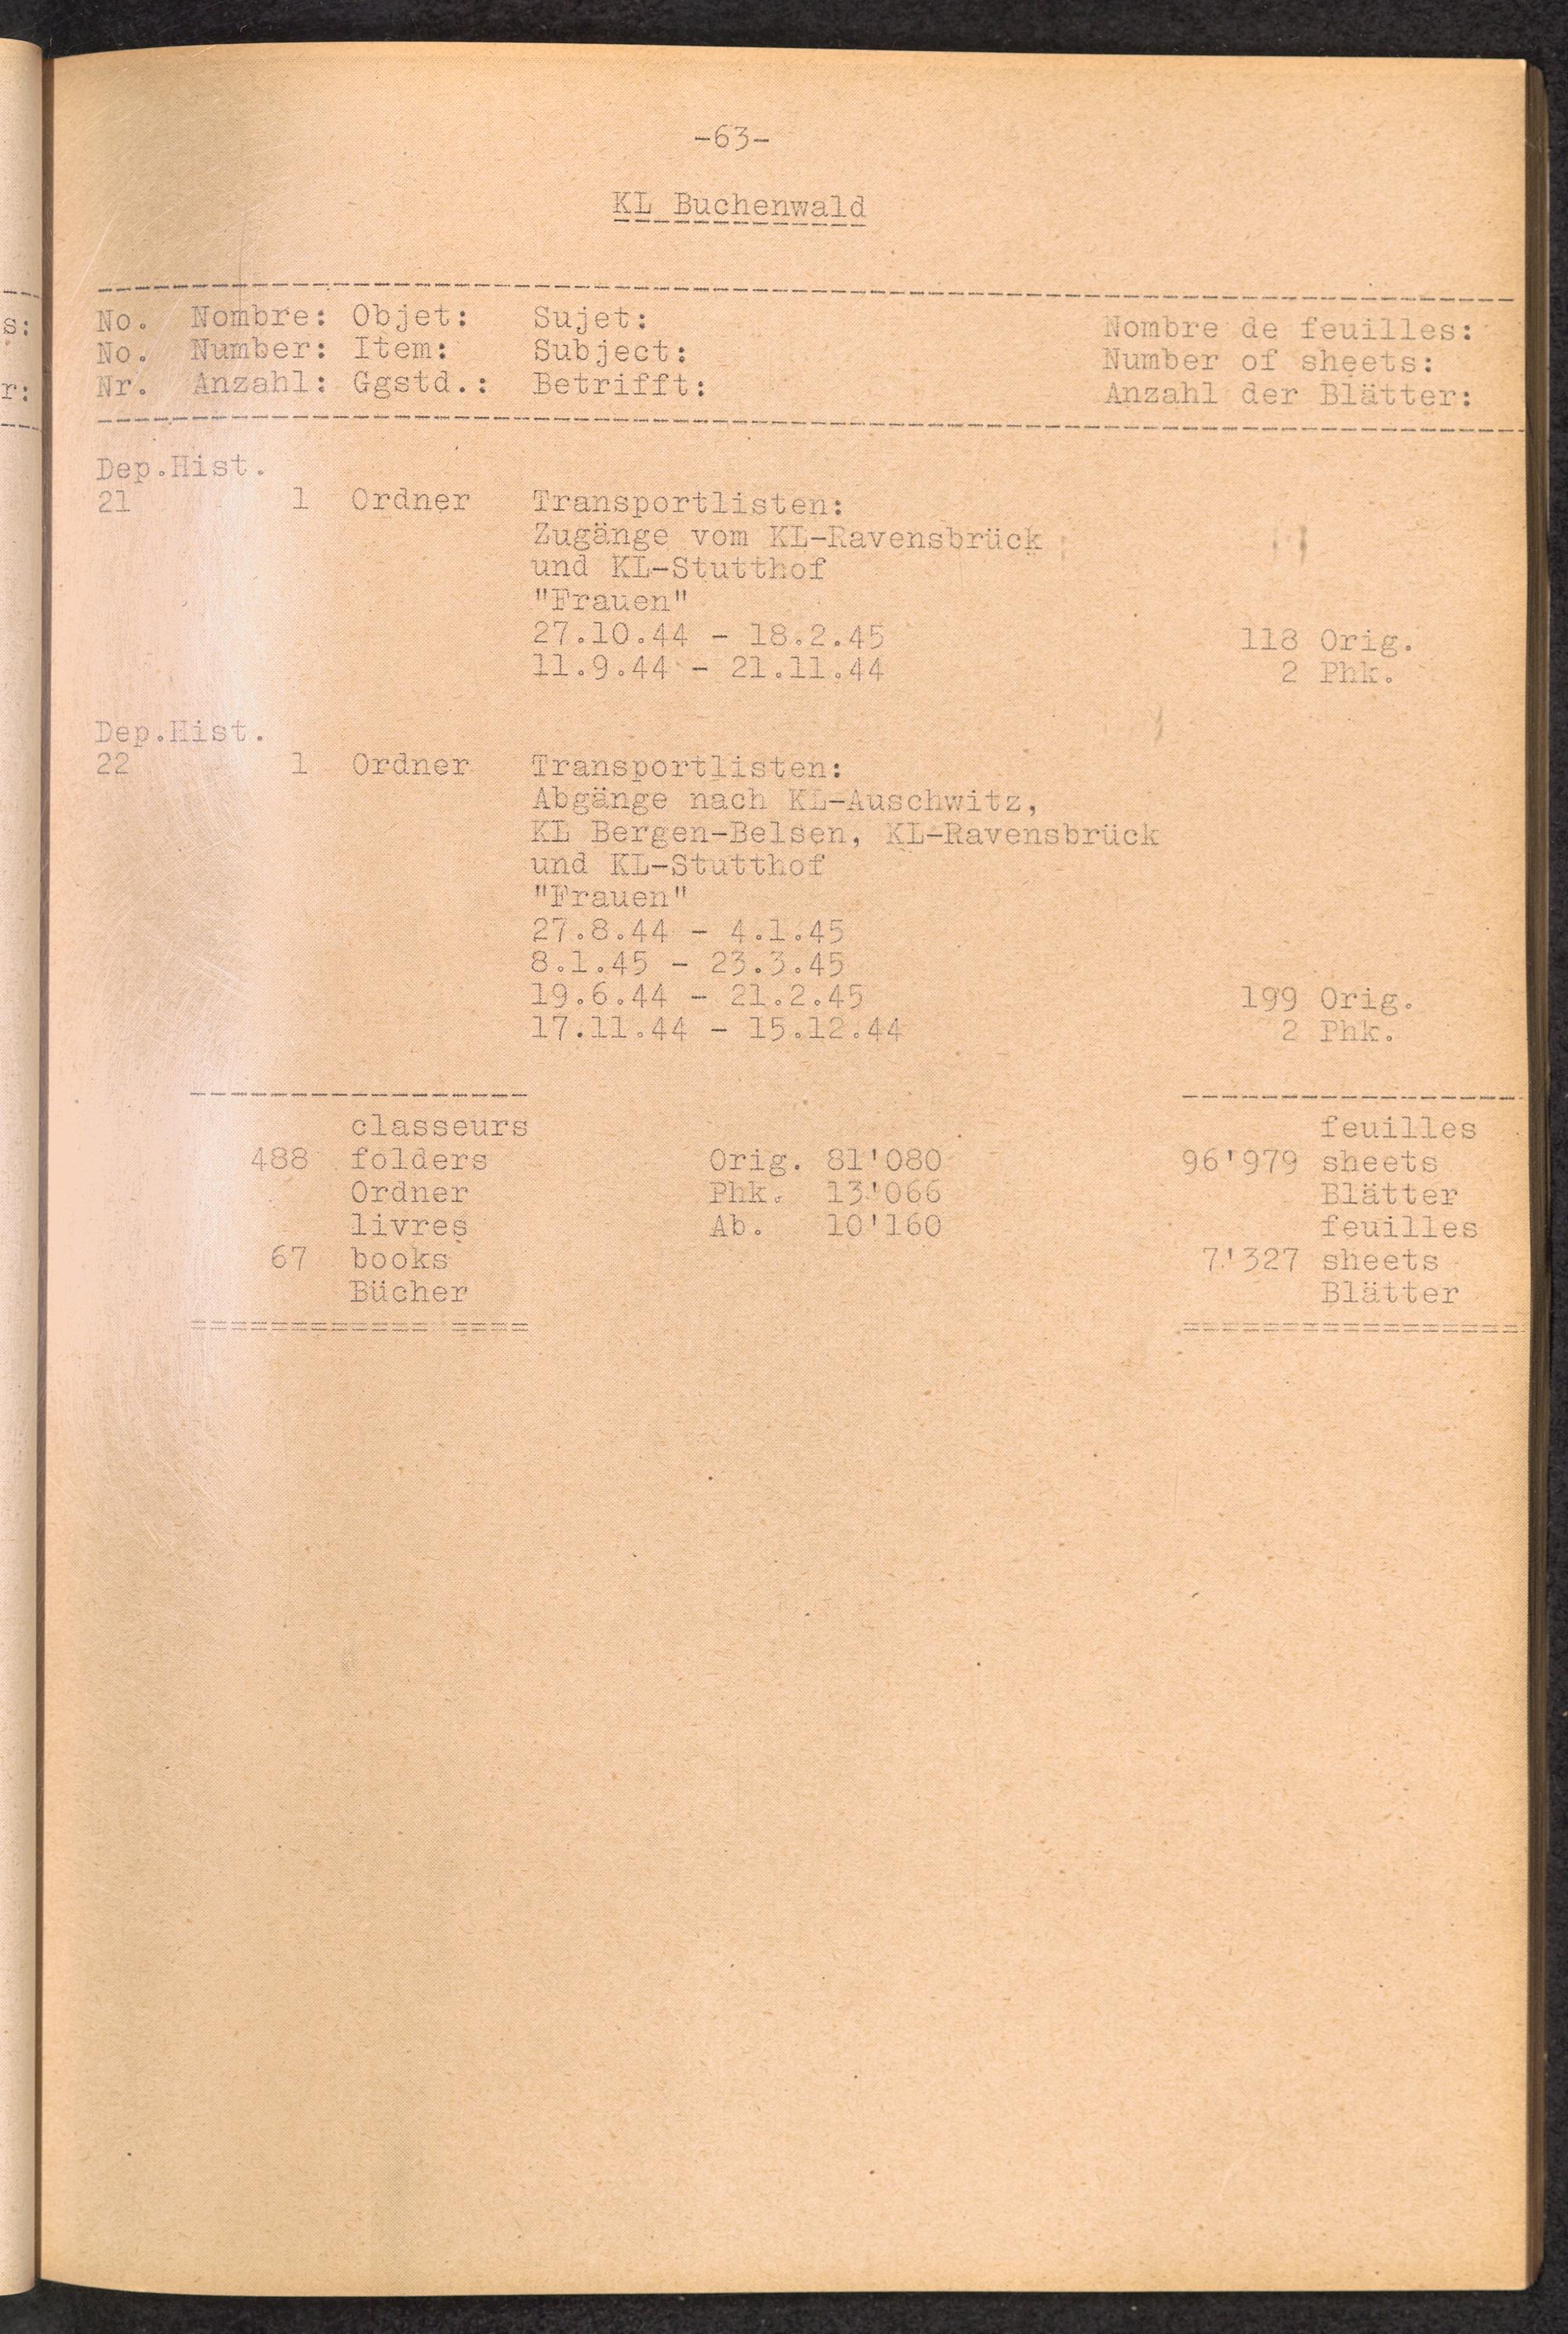 -63-
KL Buchenwald
No. Nombre: Objet: Sujet: Nombre de feuilles:
No. Number: Item: Subject: Number of sheets:
Nr. Anzahl: Ggstd.: Betrifft: Anzahl der Blätter:
Dep.Hist.
21 1 Ordner Transportlisten:
Zugänge vom KL-Ravensbrück
und KL-Stutthof
"Frauen"
27.10.44 - 18.2.45 118 Orig.
11.9.44 - 21.11.44 2 Phk.
Dep.Hist.
22 1 Ordner Transportlisten:
Abgänge nach KL-Auschwitz,
KL Bergen-Belsen, KL-Ravensbrück
und KL-Stutthof
"Frauen"
27.8.44 - 4.1.45
8.1.45 - 23.3.45
19.6.44 - 21.2.45 199 Orig.
17.11.44 - 15.12.44 2 Phk.
classeurs feuilles
488 folders Orig. 81'080 96'979 sheets
Ordner Phk. 13'066 Blätter
livres Ab. 10'160 feuilles
67 books 7'327 sheets
Bücher Blätter